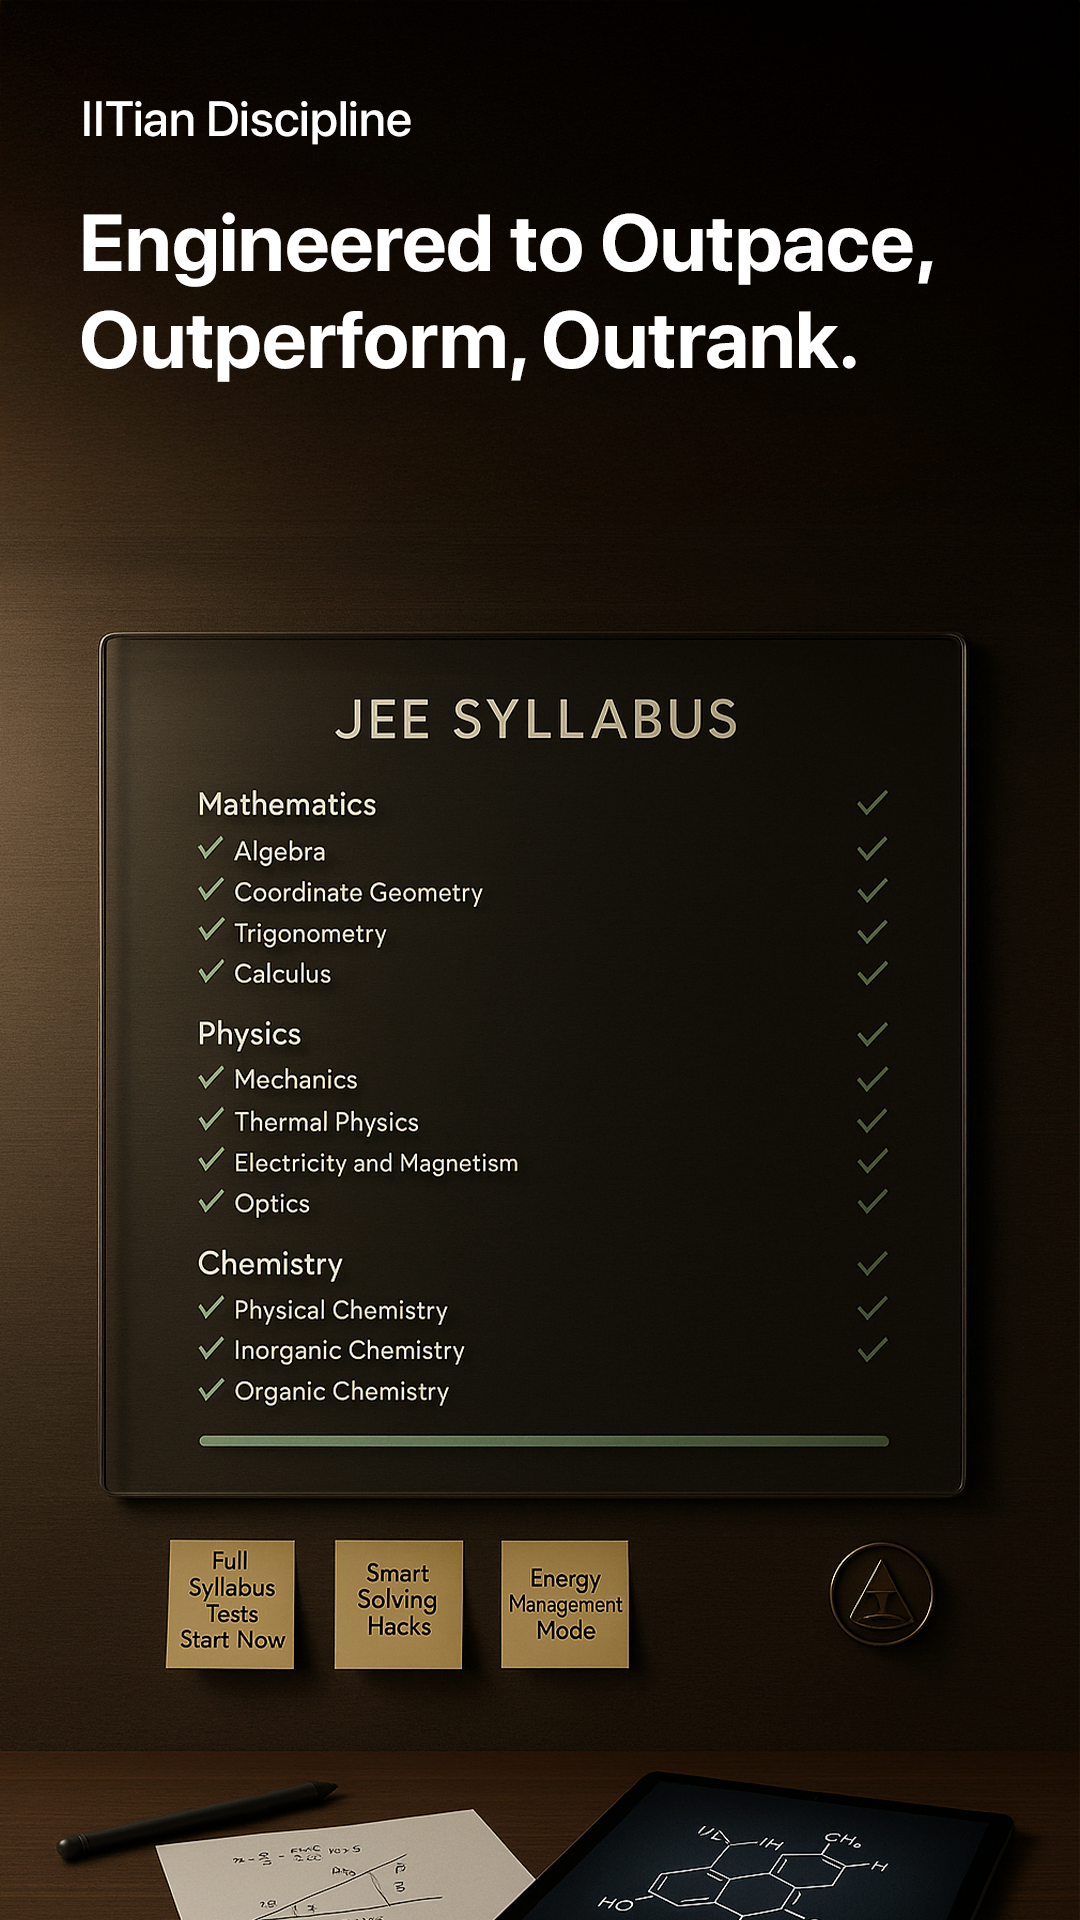 IITian Discipline
Engineered to Outpace,
Outperform, Outrank.
JEE SYLLABUS
Mathematics
Algebra
Coordinate Geometry
Trigonometry
Calculus
Physics
Mechanics
Thermal Physics
Electricity and Magnetism
Optics
Chemistry
Physical Chemistry
Inorganic Chemistry
Organic Chemistry
Full
Syllabus
Tests
Start Now
Smart
Solving
Hacks
Energy
Management
Mode
CH₀
H
HO